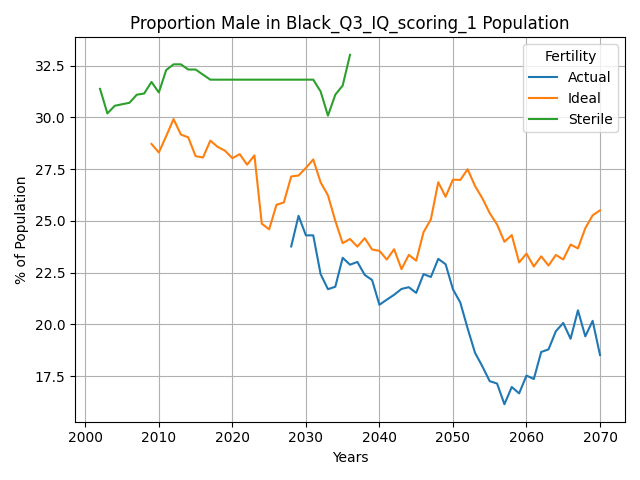 Proportion Male in Black_Q3_IQ_scoring_1 Population
Fertility
Actual
Ideal
Sterile
% of Population
32.5
30.0
27.5
25.0
22.5
20.0
17.5
2000 2010 2020 2030 2040 2050 2060 2070
Years